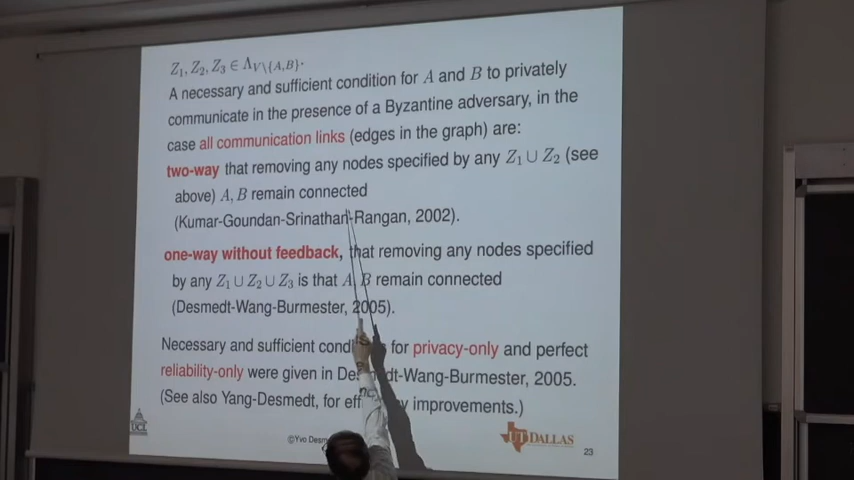 Z₁, Z₂, Z₃ ∈ Λ_{V\{A,B}}.
A necessary and sufficient condition for A and B to privately
communicate in the presence of a Byzantine adversary, in the
case all communication links (edges in the graph) are:
two-way that removing any nodes specified by any Z₁ ∪ Z₂ (see
above) A, B remain connected
(Kumar-Goundan-Srinathan-Rangan, 2002).
one-way without feedback, that removing any nodes specified
by any Z₁ ∪ Z₂ ∪ Z₃ is that A, B remain connected
(Desmedt-Wang-Burmester, 2005).
Necessary and sufficient for privacy-only and perfect
reliability-only were given in Desmedt-Wang-Burmester, 2005.
(See also Yang-Desmedt, for improvements.)
UCL
©Yvo
UT DALLAS
23